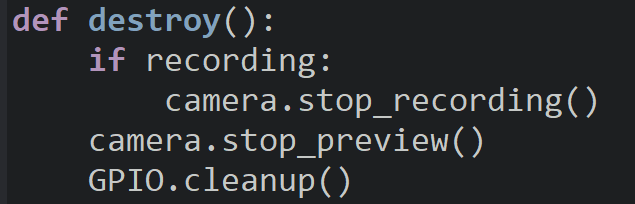 def destroy():
    if recording:
        camera.stop_recording()
    camera.stop_preview()
    GPIO.cleanup()